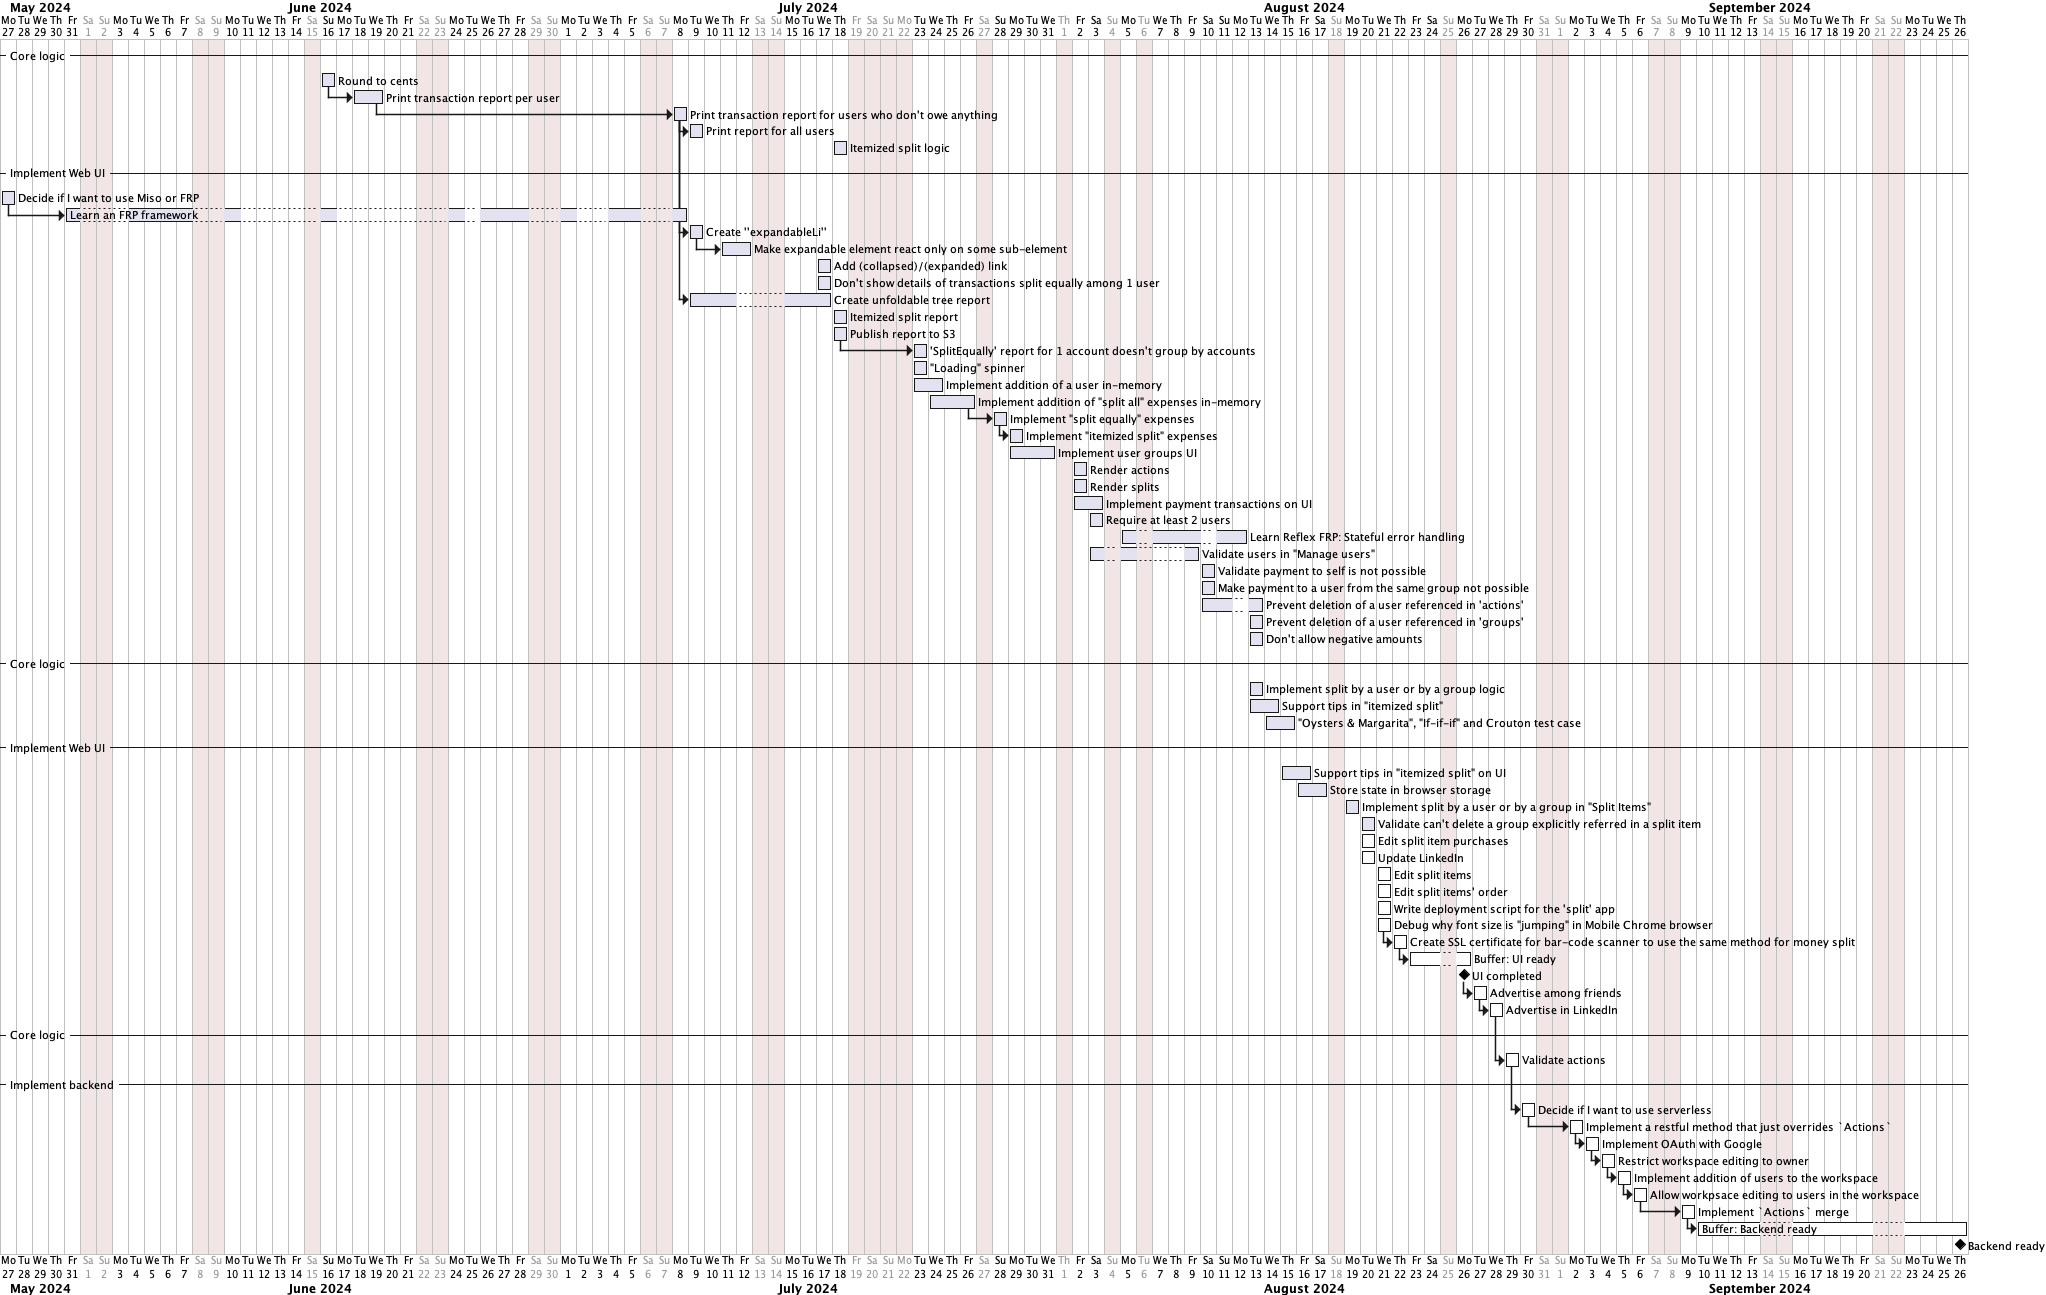 May 2024 June 2024 July 2024 August 2024 September 2024
Mo Tu We Th Fr Sa Su Mo Tu We Th Fr Sa Su Mo Tu We Th Fr Sa Su Mo Tu We Th Fr Sa Su Mo Tu We Th Fr Sa Su Mo Tu We Th Fr Sa Su Mo Tu We Th Fr Sa Su Mo Tu We Th Fr Sa Su Mo Tu We Th Fr Sa Su Mo Tu We Th Fr Sa Su Mo Tu We Th Fr Sa Su Mo Tu We Th Fr Sa Su Mo Tu We Th Fr Sa Su Mo Tu We Th Fr Sa Su Mo Tu We Th Fr Sa Su Mo Tu We Th Fr Sa Su Mo Tu We Th
27 28 29 30 31 1 2 3 4 5 6 7 8 9 10 11 12 13 14 15 16 17 18 19 20 21 22 23 24 25 26 27 28 29 30 1 2 3 4 5 6 7 8 9 10 11 12 13 14 15 16 17 18 19 20 21 22 23 24 25 26 27 28 29 30 31 1 2 3 4 5 6 7 8 9 10 11 12 13 14 15 16 17 18 19 20 21 22 23 24 25 26 27 28 29 30 31 1 2 3 4 5 6 7 8 9 10 11 12 13 14 15 16 17 18 19 20 21 22 23 24 25 26
Core logic
Round to cents
Print transaction report per user
Print transaction report for users who don't owe anything
Print report for all users
Itemized split logic
Implement Web UI
Decide if I want to use Miso or FRP
Learn an FRP framework
Create ''expandableLi''
Make expandable element react only on some sub-element
Add (collapsed)/(expanded) link
Don't show details of transactions split equally among 1 user
Create unfoldable tree report
Itemized split report
Publish report to S3
'SplitEqually' report for 1 account doesn't group by accounts
"Loading" spinner
Implement addition of a user in-memory
Implement addition of "split all" expenses in-memory
Implement "split equally" expenses
Implement "itemized split" expenses
Implement user groups UI
Render actions
Render splits
Implement payment transactions on UI
Require at least 2 users
Learn Reflex FRP: Stateful error handling
Validate users in "Manage users"
Validate payment to self is not possible
Make payment to a user from the same group not possible
Prevent deletion of a user referenced in 'actions'
Prevent deletion of a user referenced in 'groups'
Don't allow negative amounts
Core logic
Implement split by a user or by a group logic
Support tips in "itemized split"
"Oysters & Margarita", "If-if-if" and Crouton test case
Implement Web UI
Support tips in "itemized split" on UI
Store state in browser storage
Implement split by a user or by a group in "Split Items"
Validate can't delete a group explicitly referred in a split item
Edit split item purchases
Update LinkedIn
Edit split items
Edit split items' order
Write deployment script for the 'split' app
Debug why font size is "jumping" in Mobile Chrome browser
Create SSL certificate for bar-code scanner to use the same method for money split
Buffer: UI ready
UI completed
Advertise among friends
Advertise in LinkedIn
Core logic
Validate actions
Implement backend
Decide if I want to use serverless
Implement a restful method that just overrides `Actions`
Implement OAuth with Google
Restrict workspace editing to owner
Implement addition of users to the workspace
Allow workpsace editing to users in the workspace
Implement `Actions` merge
Buffer: Backend ready
Backend ready
Mo Tu We Th Fr Sa Su Mo Tu We Th Fr Sa Su Mo Tu We Th Fr Sa Su Mo Tu We Th Fr Sa Su Mo Tu We Th Fr Sa Su Mo Tu We Th Fr Sa Su Mo Tu We Th Fr Sa Su Mo Tu We Th Fr Sa Su Mo Tu We Th Fr Sa Su Mo Tu We Th Fr Sa Su Mo Tu We Th Fr Sa Su Mo Tu We Th Fr Sa Su Mo Tu We Th Fr Sa Su Mo Tu We Th Fr Sa Su Mo Tu We Th Fr Sa Su Mo Tu We Th Fr Sa Su Mo Tu We Th
27 28 29 30 31 1 2 3 4 5 6 7 8 9 10 11 12 13 14 15 16 17 18 19 20 21 22 23 24 25 26 27 28 29 30 1 2 3 4 5 6 7 8 9 10 11 12 13 14 15 16 17 18 19 20 21 22 23 24 25 26 27 28 29 30 31 1 2 3 4 5 6 7 8 9 10 11 12 13 14 15 16 17 18 19 20 21 22 23 24 25 26 27 28 29 30 31 1 2 3 4 5 6 7 8 9 10 11 12 13 14 15 16 17 18 19 20 21 22 23 24 25 26
May 2024 June 2024 July 2024 August 2024 September 2024